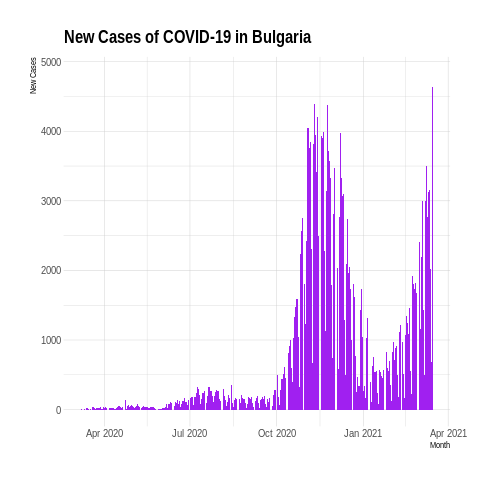 New Cases of COVID-19 in Bulgaria
New Cases
5000
4000
3000
2000
1000
0
Apr 2020
Jul 2020
Oct 2020
Jan 2021
Apr 2021
Month